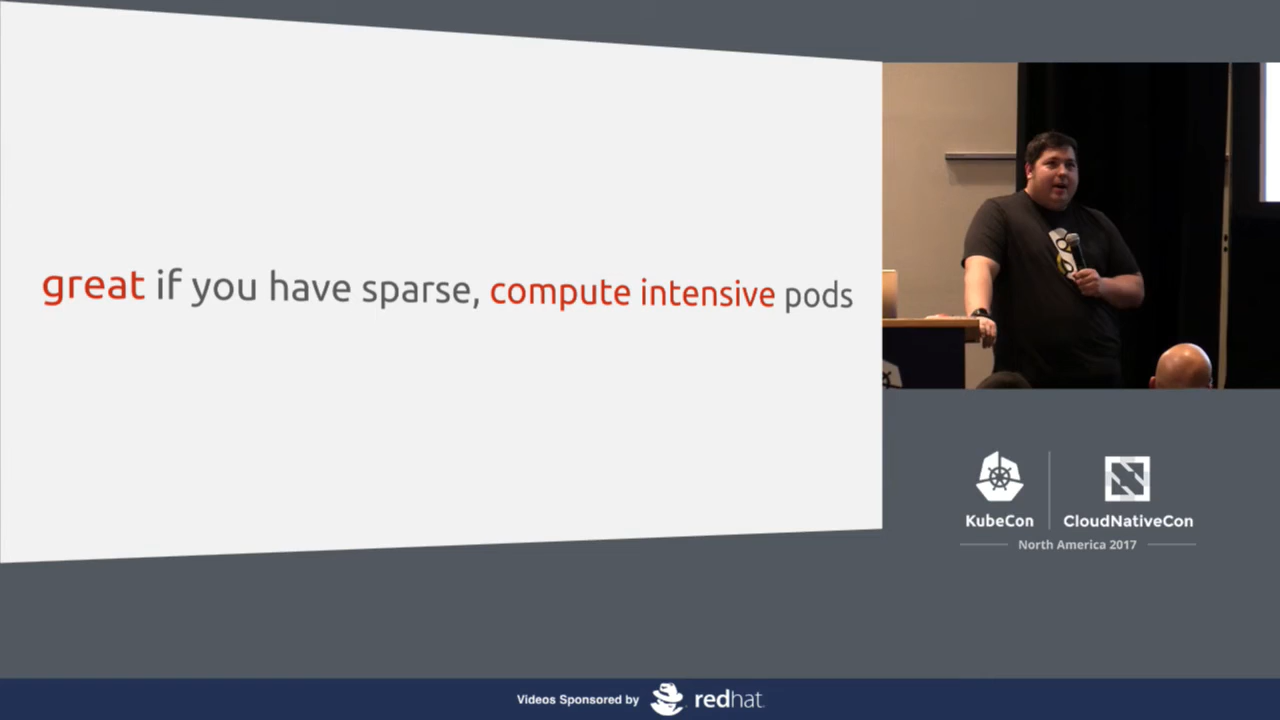 great if you have sparse, compute intensive pods
KubeCon
CloudNativeCon
North America 2017
Videos Sponsored by redhat.